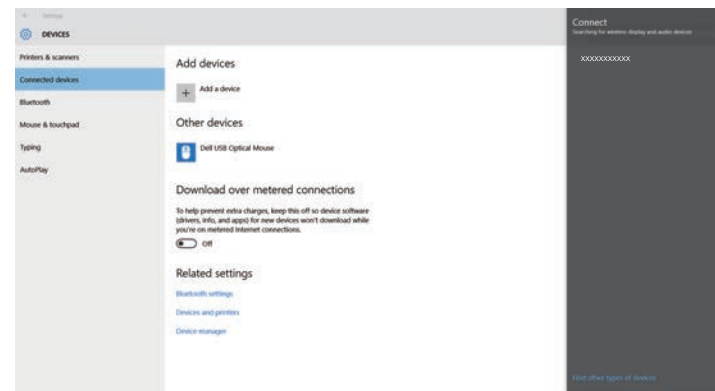 Settings
DEVICES
Printers & scanners
Connected devices
Bluetooth
Mouse & touchpad
Typing
AutoPlay
Add devices
Add a device
Other devices
Dell USB Optical Mouse
Download over metered connections
To help prevent extra charges, keep this off so device software
(drivers, info, and apps) for new devices won't download while
you're on metered Internet connections.
Off
Related settings
Bluetooth settings
Devices and printers
Device manager
Connect
Searching for wireless display and audio devices
xxxxxxxxxxx
Find other types of devices